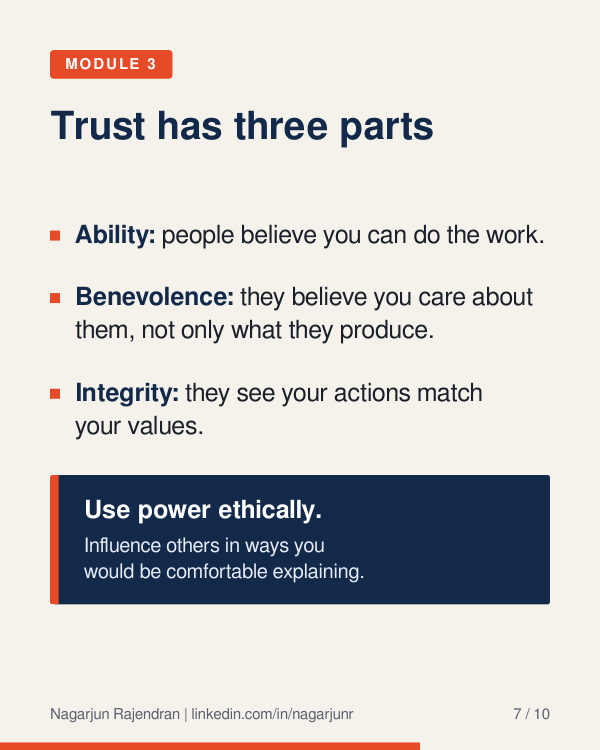 MODULE 3
Trust has three parts
Ability: people believe you can do the work.
Benevolence: they believe you care about
them, not only what they produce.
Integrity: they see your actions match
your values.
Use power ethically.
Influence others in ways you
would be comfortable explaining.
Nagarjun Rajendran | linkedin.com/in/nagarjunr
7 / 10